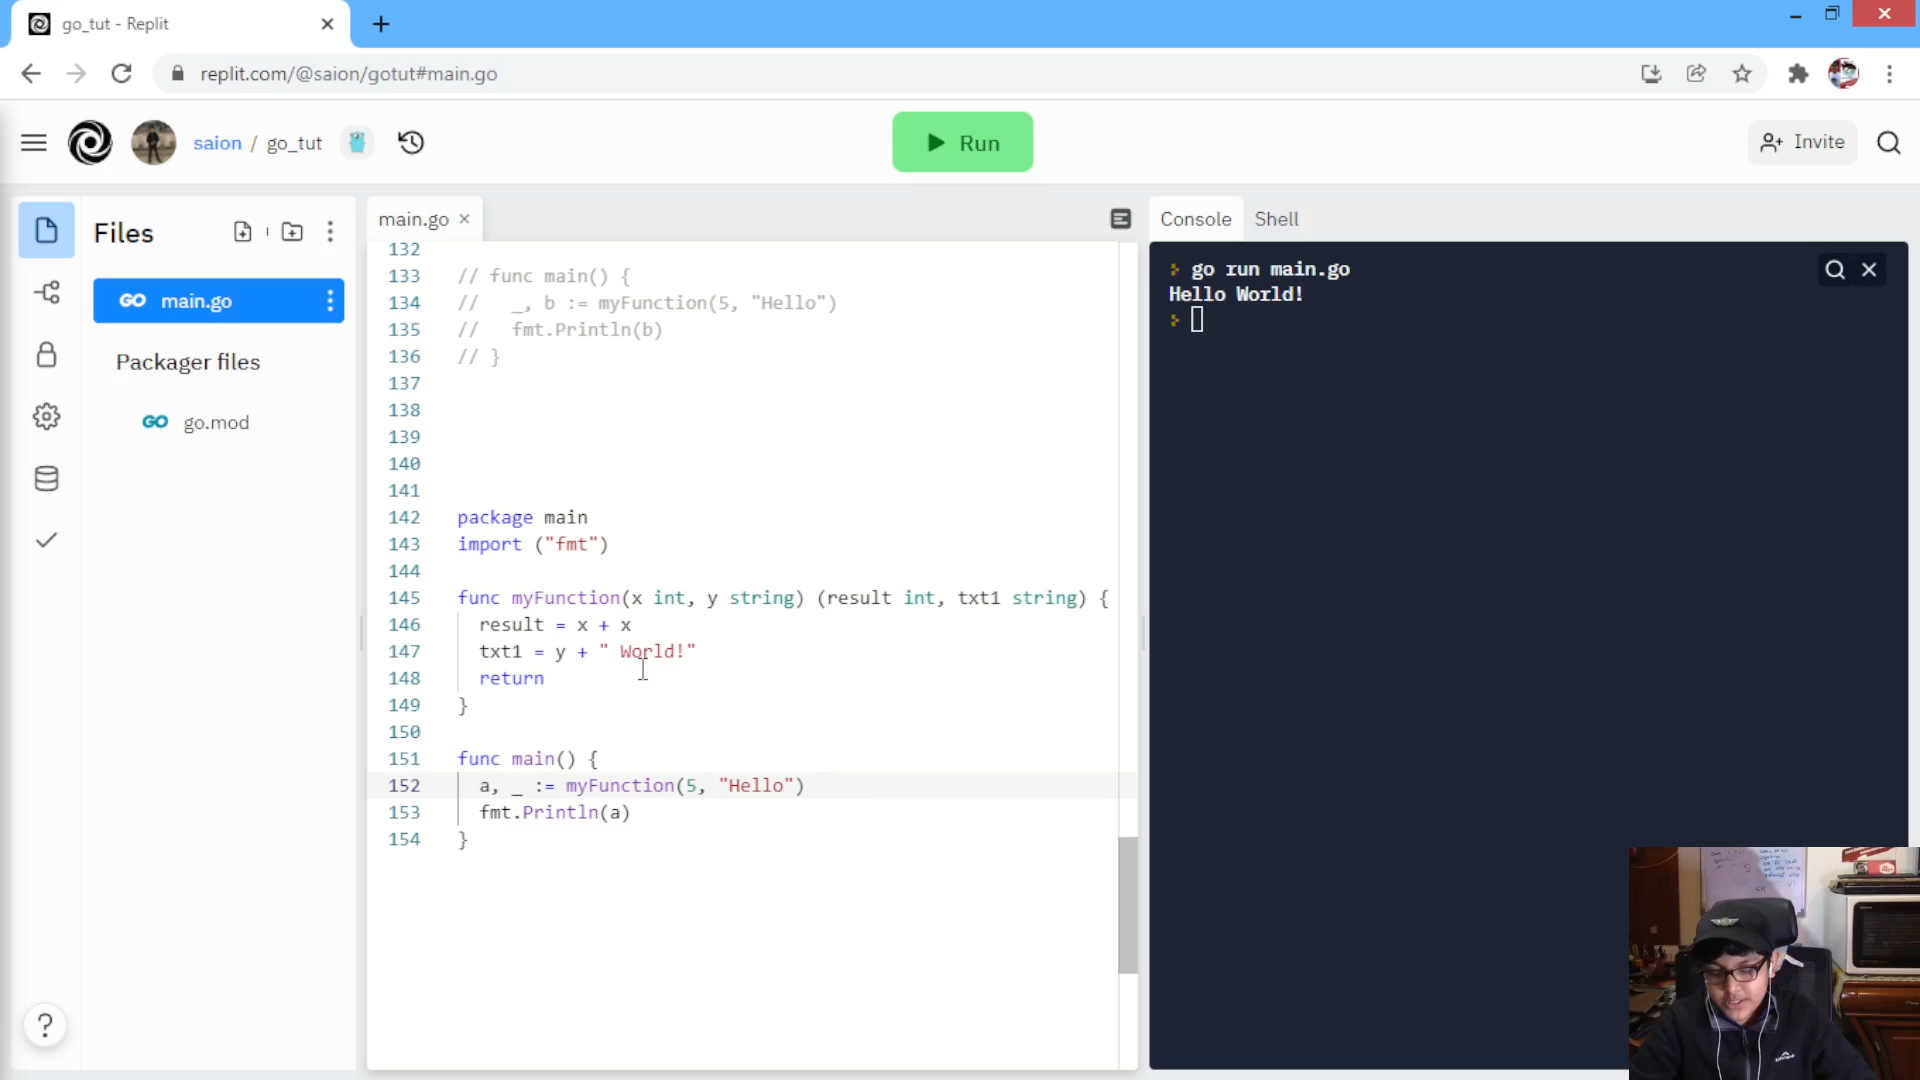 go_tut - Replit
replit.com/@saion/gotut#main.go
saion / go_tut
Run
Invite
Files
main.go
Packager files
GO main.go
GO go.mod
Console
Shell
132
133 // func main() {
134 //   _, b := myFunction(5, "Hello")
135 //   fmt.Println(b)
136 // }
137
138
139
140
141
142 package main
143 import ("fmt")
144
145 func myFunction(x int, y string) (result int, txt1 string) {
146   result = x + x
147   txt1 = y + " World!"
148   return
149 }
150
151 func main() {
152   a, _ := myFunction(5, "Hello")
153   fmt.Println(a)
154 }
go run main.go
Hello World!
?